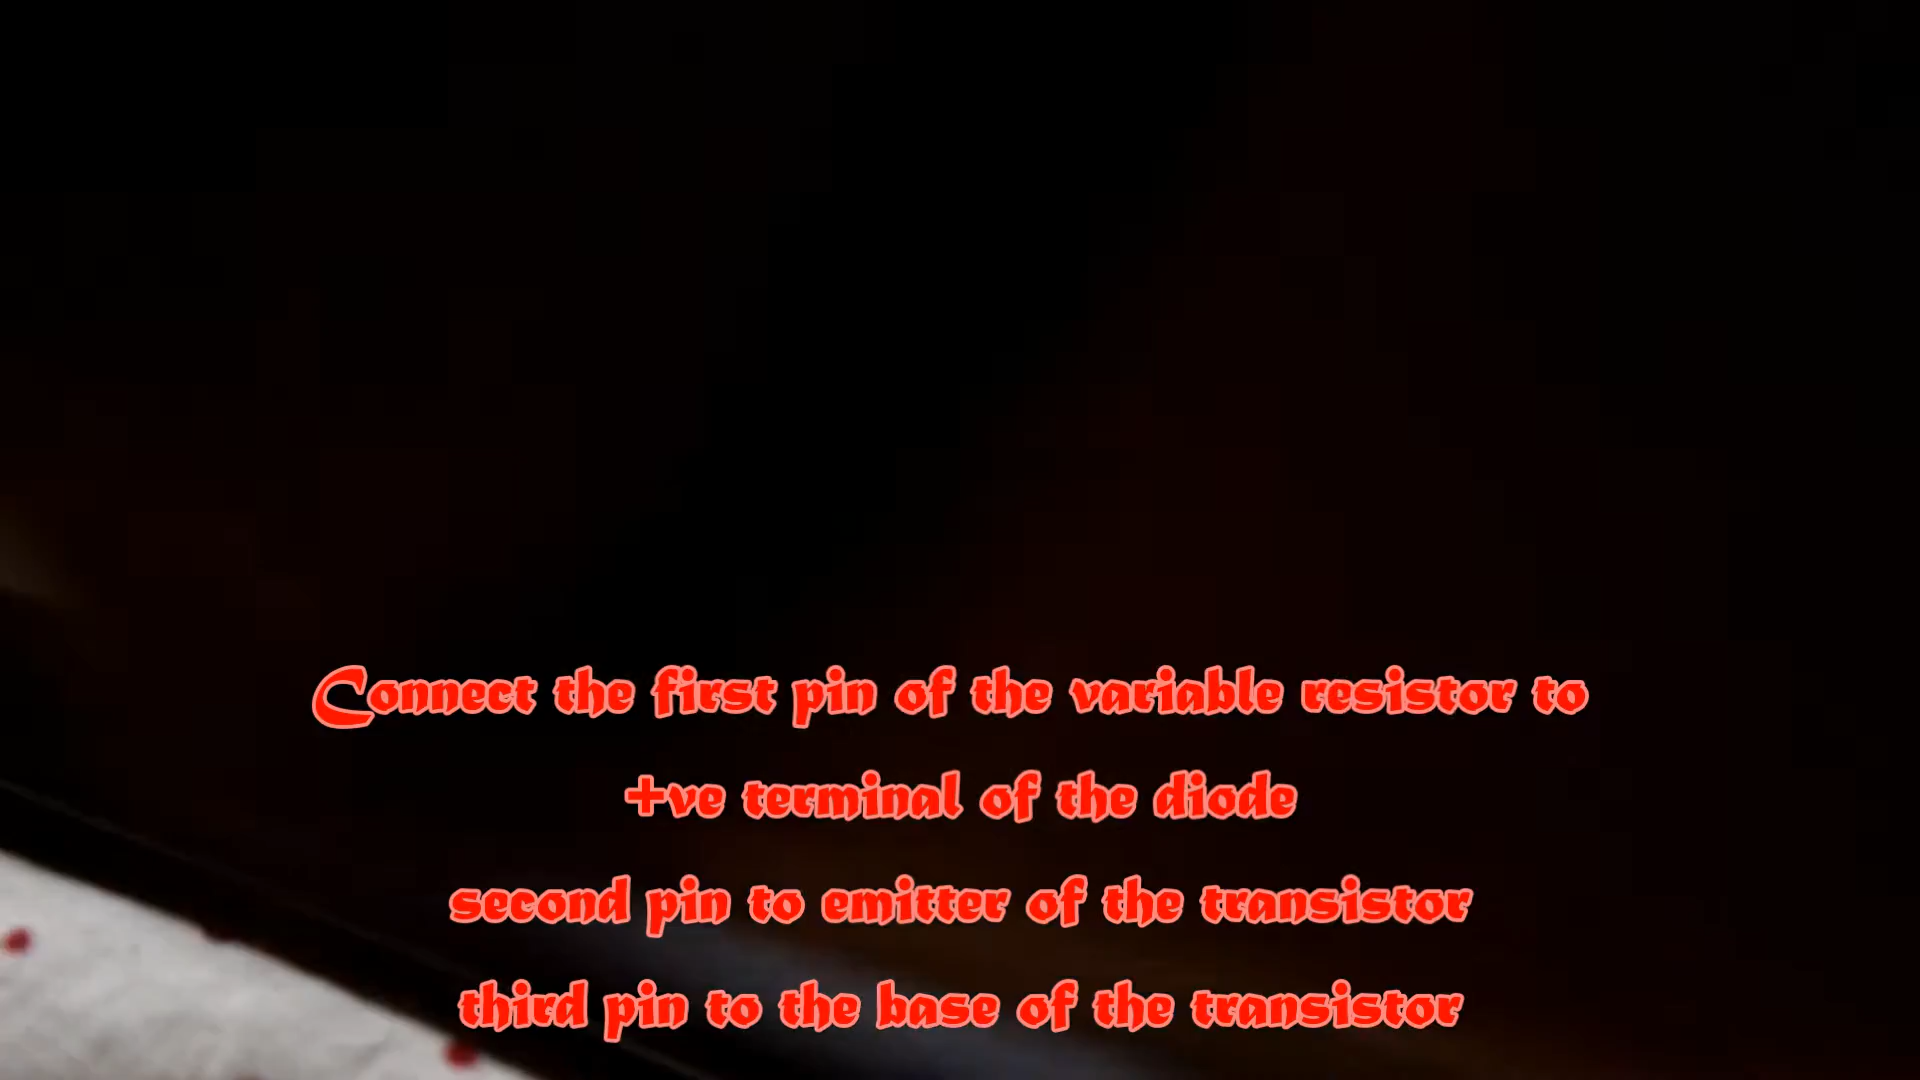 Connect the first pin of the variable resistor to
+ve terminal of the diode
second pin to emitter of the transistor
third pin to the base of the transistor